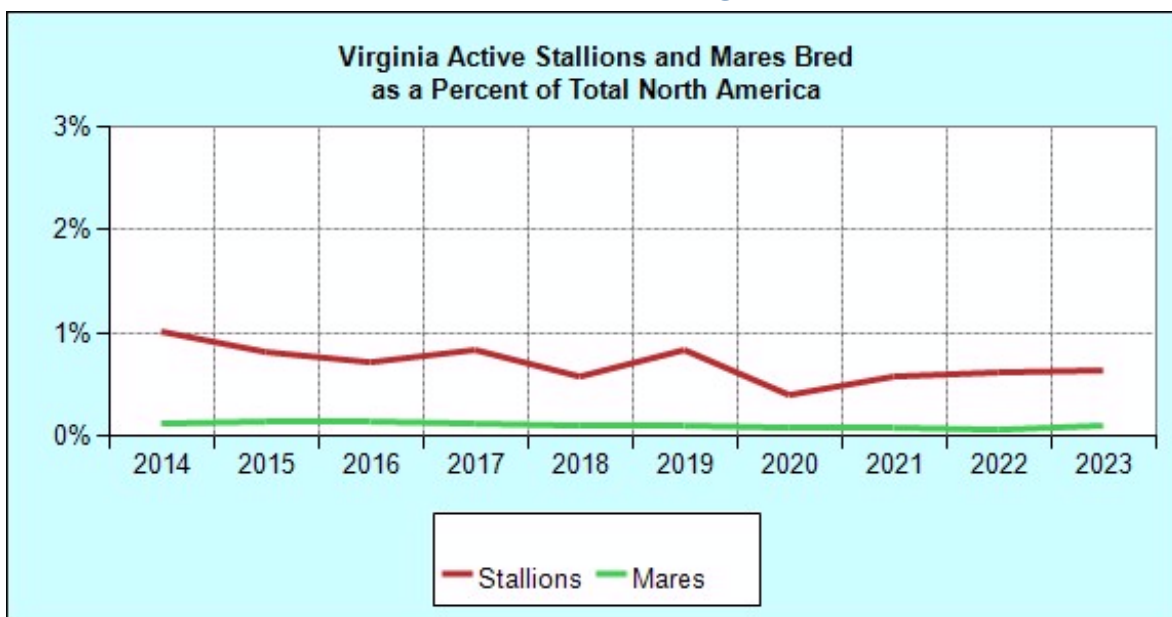 Virginia Active Stallions and Mares Bred
as a Percent of Total North America
3%
2%
1%
0%
2014 2015 2016 2017 2018 2019 2020 2021 2022 2023
Stallions Mares